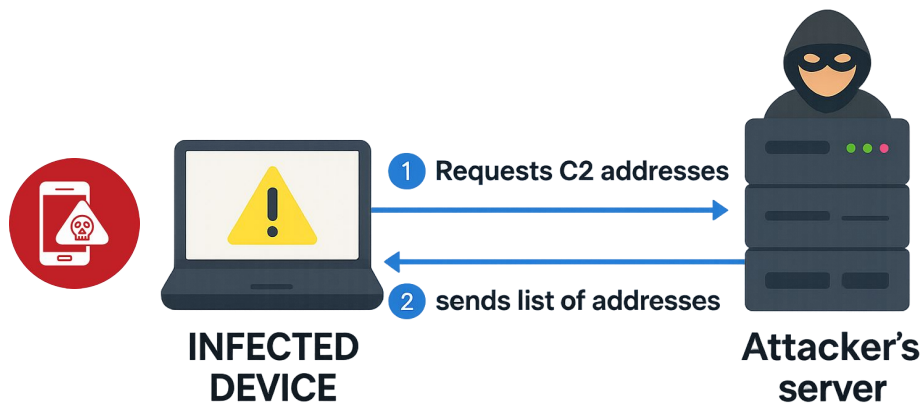 1 Requests C2 addresses
2 sends list of addresses
INFECTED
DEVICE
Attacker's
server